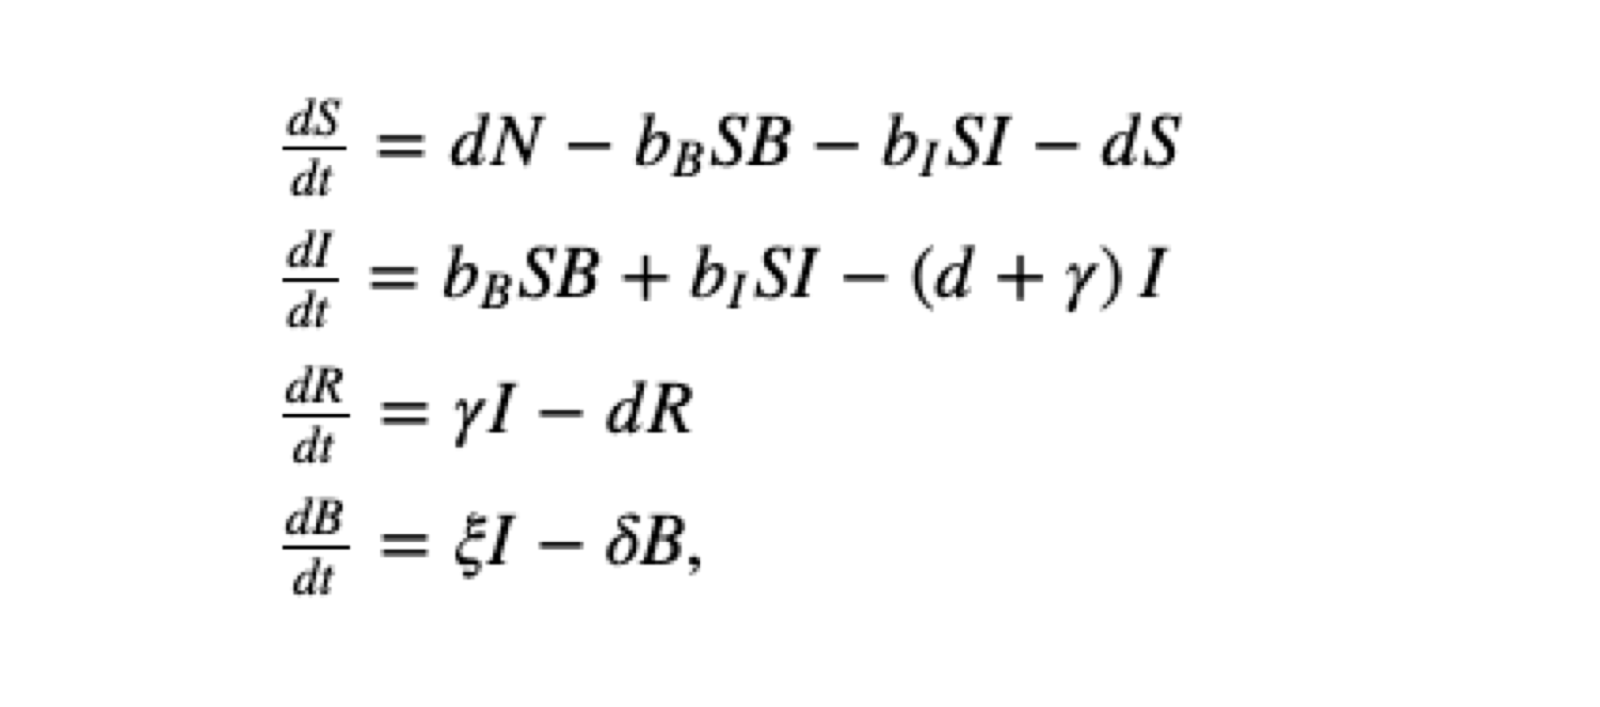 dS/dt = dN − b_B SB − b_I SI − dS
dI/dt = b_B SB + b_I SI − (d + γ) I
dR/dt = γI − dR
dB/dt = ξI − δB,